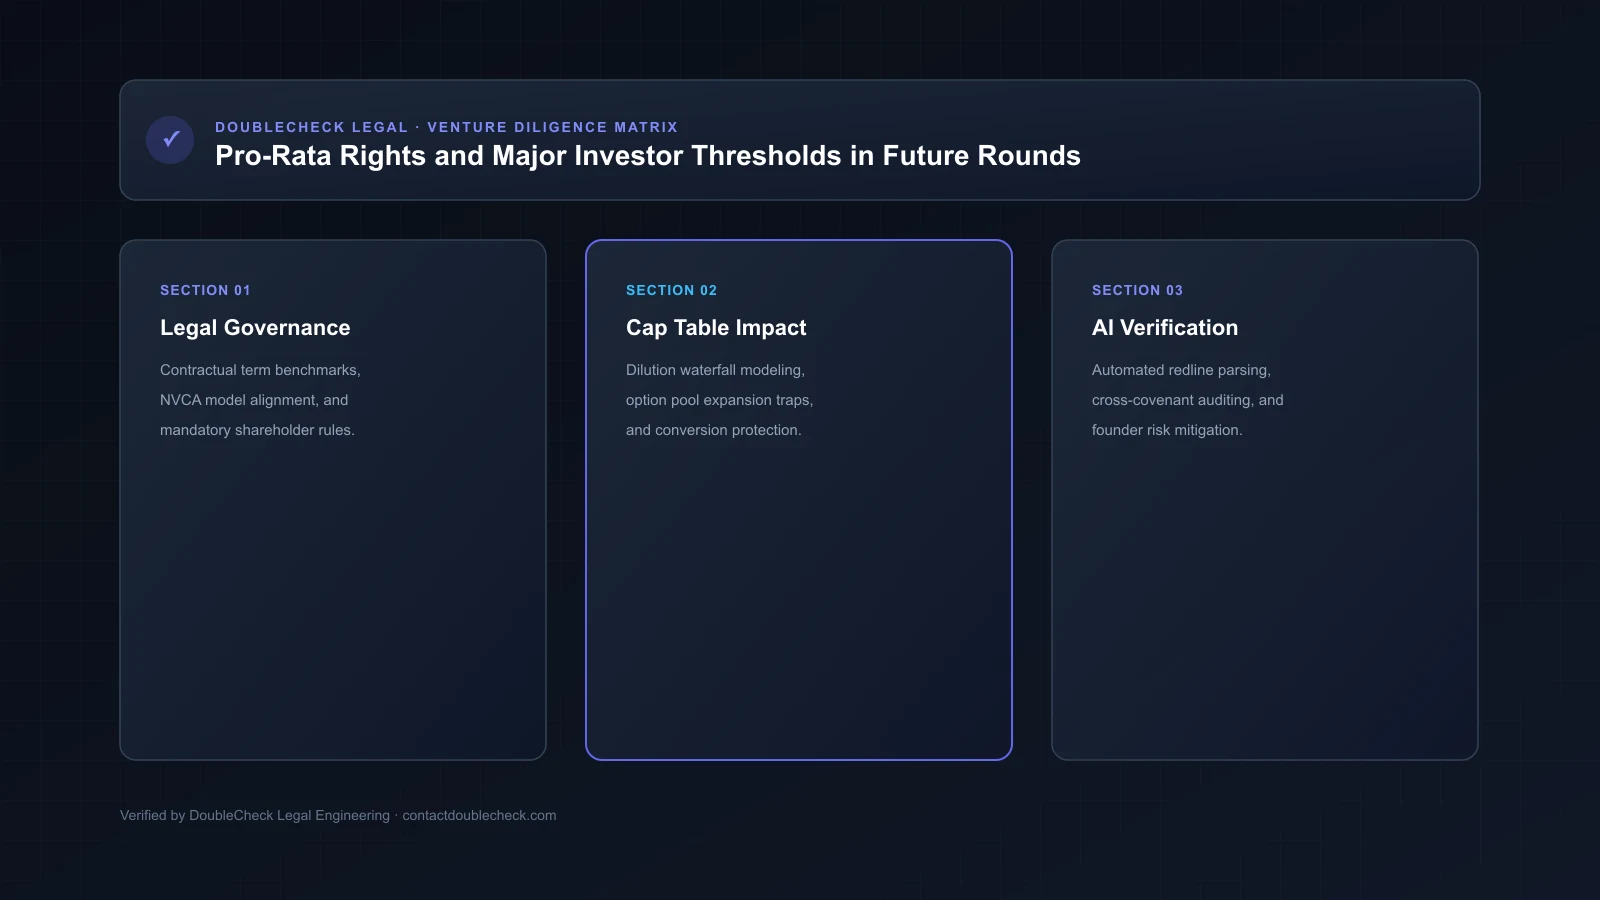 ✓
DOUBLECHECK LEGAL · VENTURE DILIGENCE MATRIX
Pro-Rata Rights and Major Investor Thresholds in Future Rounds
SECTION 01
Legal Governance
Contractual term benchmarks,
NVCA model alignment, and
mandatory shareholder rules.
SECTION 02
Cap Table Impact
Dilution waterfall modeling,
option pool expansion traps,
and conversion protection.
SECTION 03
AI Verification
Automated redline parsing,
cross-covenant auditing, and
founder risk mitigation.
Verified by DoubleCheck Legal Engineering · contactdoublecheck.com